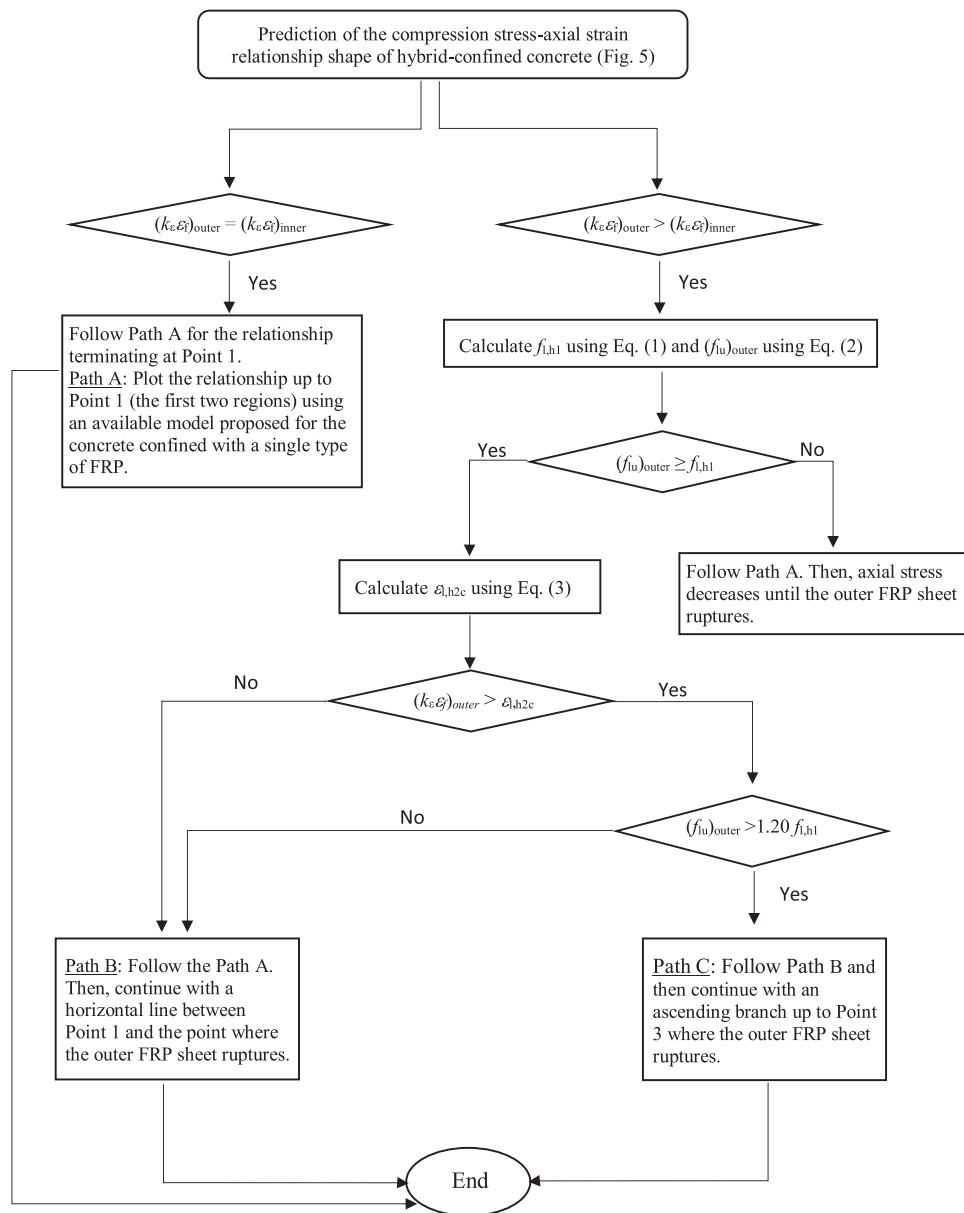 Prediction of the compression stress-axial strain
relationship shape of hybrid-confined concrete (Fig. 5)
(kεεf)outer = (kεεf)inner
(kεεf)outer > (kεεf)inner
Yes
Yes
Follow Path A for the relationship
terminating at Point 1.
Path A: Plot the relationship up to
Point 1 (the first two regions) using
an available model proposed for the
concrete confined with a single type
of FRP.
Calculate fl,h1 using Eq. (1) and (flu)outer using Eq. (2)
Yes
(flu)outer ≥ fl,h1
No
Calculate εl,h2c using Eq. (3)
Follow Path A. Then, axial stress
decreases until the outer FRP sheet
ruptures.
No
(kεεf)outer > εl,h2c
Yes
No
(flu)outer >1.20 fl,h1
Yes
Path B: Follow the Path A.
Then, continue with a
horizontal line between
Point 1 and the point where
the outer FRP sheet ruptures.
Path C: Follow Path B and
then continue with an
ascending branch up to Point
3 where the outer FRP sheet
ruptures.
End